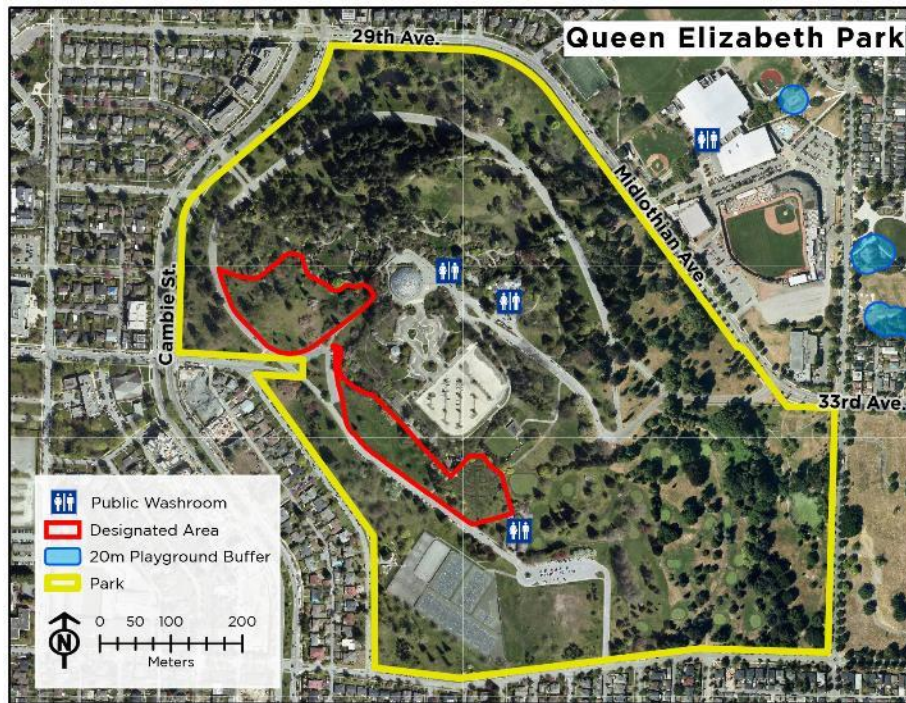 Queen Elizabeth Park
29th Ave.
Midlothian Ave.
Cambie St.
33rd Ave.
Public Washroom
Designated Area
20m Playground Buffer
Park
N
0 50 100 200
Meters